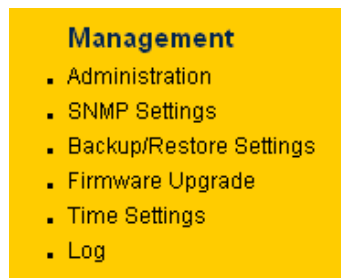 Management
Administration
SNMP Settings
Backup/Restore Settings
Firmware Upgrade
Time Settings
Log